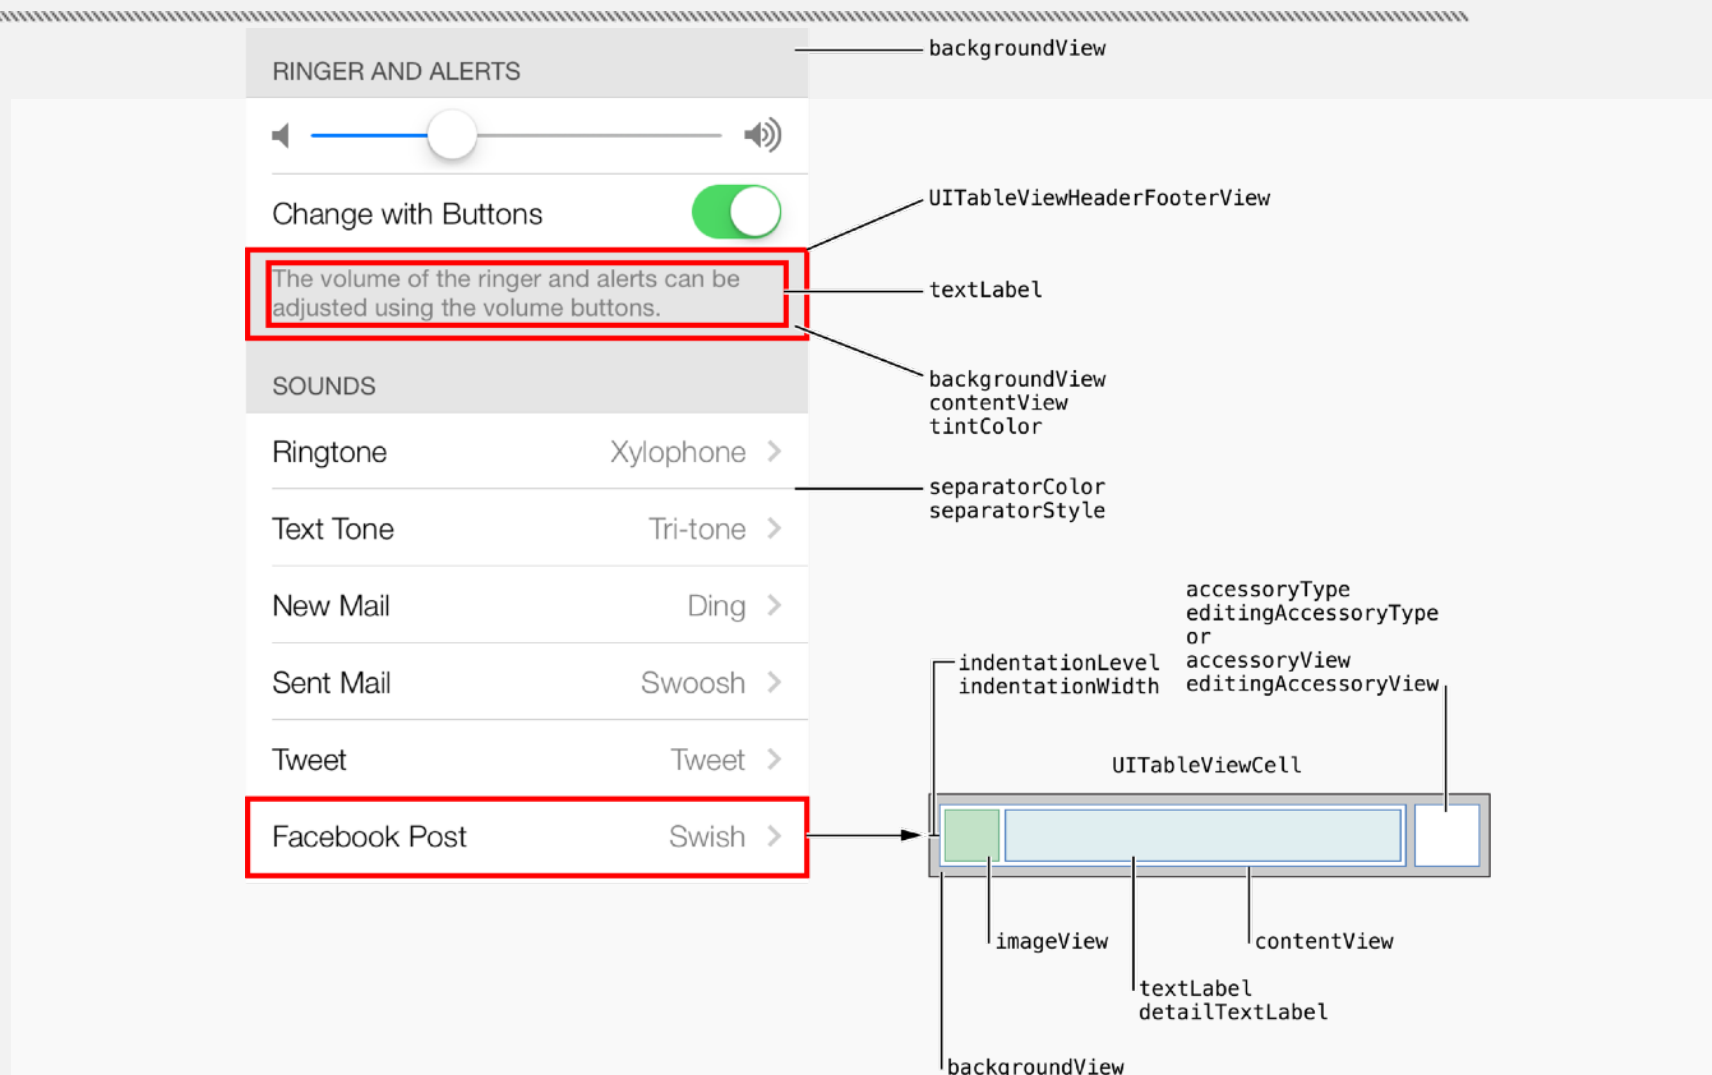 backgroundView
RINGER AND ALERTS
Change with Buttons
UITableViewHeaderFooterView
The volume of the ringer and alerts can be
adjusted using the volume buttons.
textLabel
backgroundView
contentView
tintColor
SOUNDS
Ringtone Xylophone
separatorColor
separatorStyle
Text Tone Tri-tone
New Mail Ding
Sent Mail Swoosh
Tweet Tweet
Facebook Post Swish
accessoryType
editingAccessoryType
or
accessoryView
editingAccessoryView
indentationLevel
indentationWidth
UITableViewCell
imageView
contentView
textLabel
detailTextLabel
backgroundView